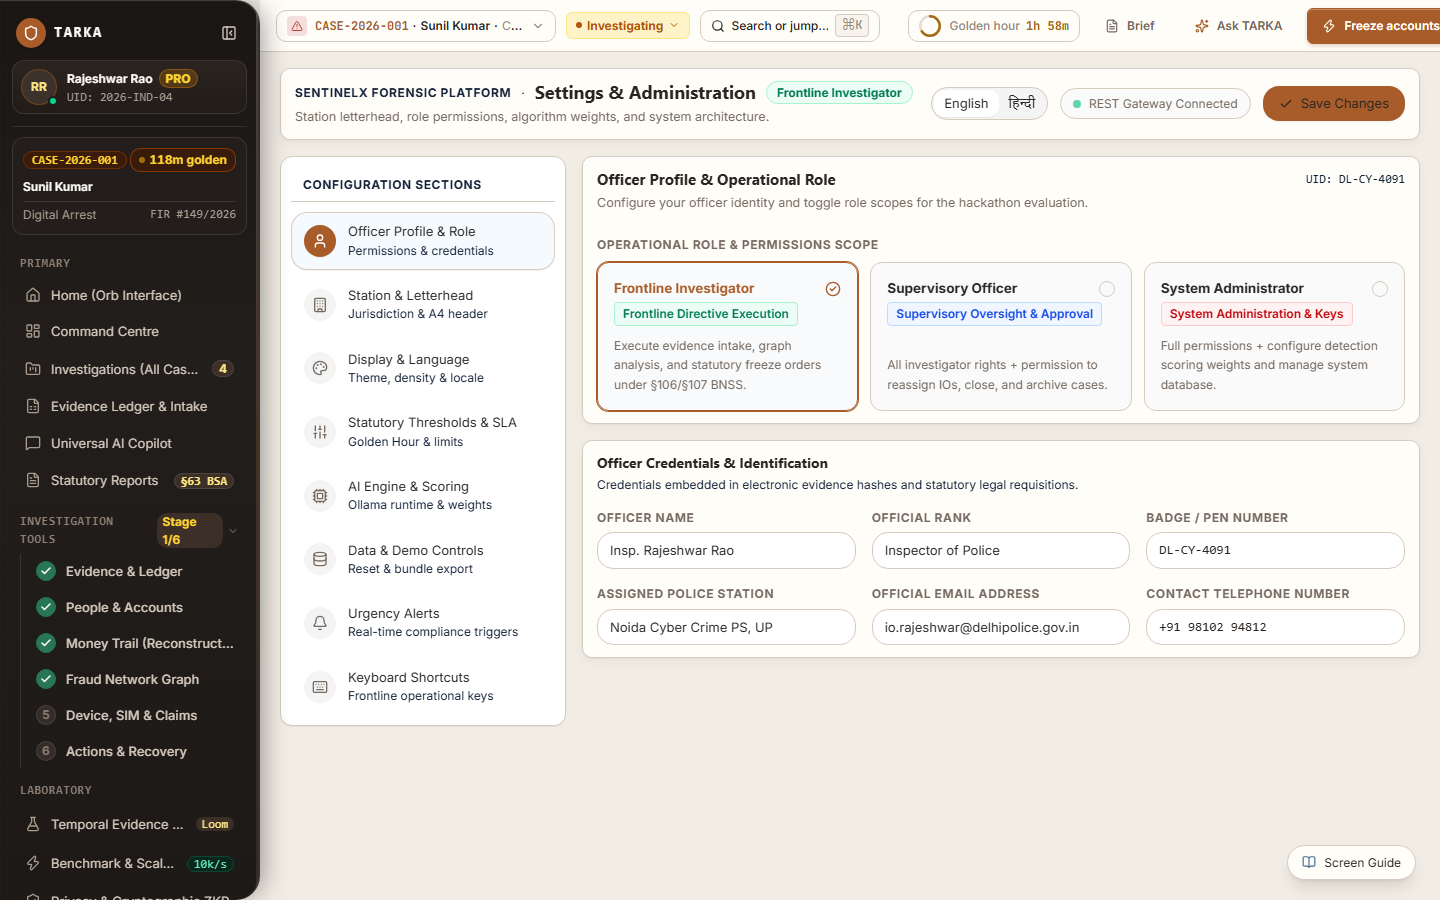 TARKA
RR
Rajeshwar Rao PRO
UID: 2026-IND-04
CASE-2026-001 118m golden
Sunil Kumar
Digital Arrest FIR #149/2026
PRIMARY
Home (Orb Interface)
Command Centre
Investigations (All Cas... 4
Evidence Ledger & Intake
Universal AI Copilot
Statutory Reports §63 BSA
INVESTIGATION TOOLS Stage 1/6
Evidence & Ledger
People & Accounts
Money Trail (Reconstruct...
Fraud Network Graph
5 Device, SIM & Claims
6 Actions & Recovery
LABORATORY
Temporal Evidence ... Loom
Benchmark & Scal... 10k/s
CASE-2026-001 · Sunil Kumar · C... Investigating Search or jump... ⌘K Golden hour 1h 58m Brief Ask TARKA Freeze accounts
SENTINELX FORENSIC PLATFORM · Settings & Administration Frontline Investigator
Station letterhead, role permissions, algorithm weights, and system architecture.
English हिन्दी REST Gateway Connected Save Changes
CONFIGURATION SECTIONS
Officer Profile & Role
Permissions & credentials
Station & Letterhead
Jurisdiction & A4 header
Display & Language
Theme, density & locale
Statutory Thresholds & SLA
Golden Hour & limits
AI Engine & Scoring
Ollama runtime & weights
Data & Demo Controls
Reset & bundle export
Urgency Alerts
Real-time compliance triggers
Keyboard Shortcuts
Frontline operational keys
Officer Profile & Operational Role UID: DL-CY-4091
Configure your officer identity and toggle role scopes for the hackathon evaluation.
OPERATIONAL ROLE & PERMISSIONS SCOPE
Frontline Investigator
Frontline Directive Execution
Execute evidence intake, graph
analysis, and statutory freeze orders
under §106/§107 BNSS.
Supervisory Officer
Supervisory Oversight & Approval
All investigator rights + permission to
reassign IOs, close, and archive cases.
System Administrator
System Administration & Keys
Full permissions + configure detection
scoring weights and manage system
database.
Officer Credentials & Identification
Credentials embedded in electronic evidence hashes and statutory legal requisitions.
OFFICER NAME OFFICIAL RANK BADGE / PEN NUMBER
Insp. Rajeshwar Rao Inspector of Police DL-CY-4091
ASSIGNED POLICE STATION OFFICIAL EMAIL ADDRESS CONTACT TELEPHONE NUMBER
Noida Cyber Crime PS, UP io.rajeshwar@delhipolice.gov.in +91 98102 94812
Screen Guide